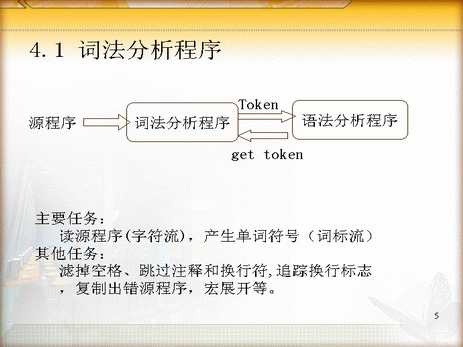 4.1 词法分析程序
Token
源程序 词法分析程序 语法分析程序
get token
主要任务:
读源程序(字符流),产生单词符号（词标流）
其他任务:
滤掉空格、跳过注释和换行符,追踪换行标志
，复制出错源程序，宏展开等。
5